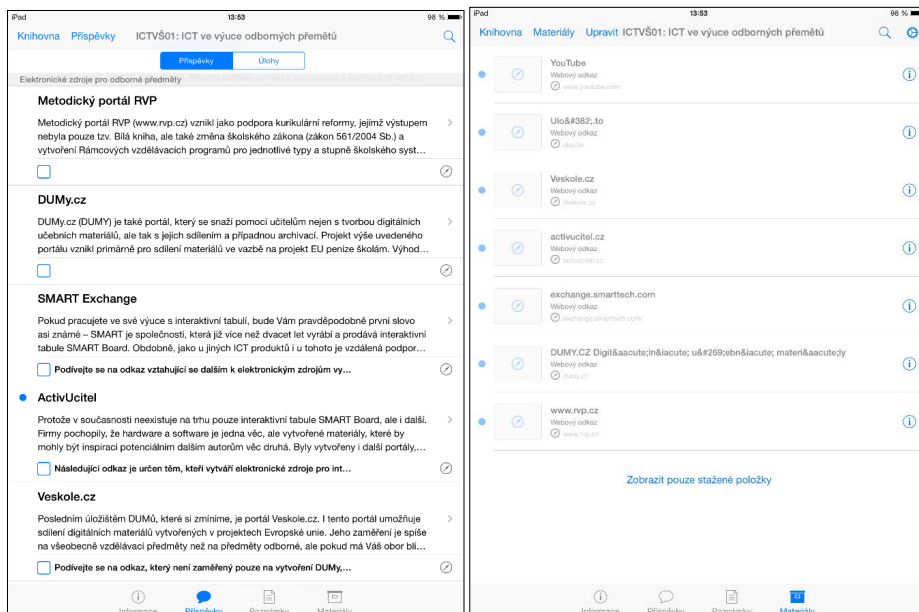 iPad 13:53 98 %
Knihovna Příspěvky ICTVŠ01: ICT ve výuce odborných přemětů
Příspěvky Úlohy
Elektronické zdroje pro odborné předměty
Metodický portál RVP
Metodický portál RVP (www.rvp.cz) vznikl jako podpora kurikulární reformy, jejímž výstupem
nebyla pouze tzv. Bílá kniha, ale také změna školského zákona (zákon 561/2004 Sb.) a
vytvoření Rámcových vzdělávacích programů pro jednotlivé typy a stupně školského syst…
DUMy.cz
DUMy.cz (DUMY) je také portál, který se snaží pomoci učitelům nejen s tvorbou digitálních
učebních materiálů, ale tak s jejich sdílením a případnou archivací. Projekt výše uvedeného
portálu vznikl primárně pro sdílení materiálů ve vazbě na projekt EU peníze školám. Výhod…
SMART Exchange
Pokud pracujete ve své výuce s interaktivní tabulí, bude Vám pravděpodobně první slovo
asi známé – SMART je společností, která již více než dvacet let vyrábí a prodává interaktivní
tabule SMART Board. Obdobně, jako u jiných ICT produktů i u tohoto je vzdálená podpor…
Podívejte se na odkaz vztahující se dalším k elektronickým zdrojům vy…
ActivUcitel
Protože v současnosti neexistuje na trhu pouze interaktivní tabule SMART Board, ale i další.
Firmy pochopily, že hardware a software je jedna věc, ale vytvořené materiály, které by
mohly být inspirací potenciálním dalším autorům věc druhá. Byly vytvořeny i další portály,…
Následující odkaz je určen těm, kteří vytváří elektronické zdroje pro int…
Veskole.cz
Posledním úložištěm DUMů, které si zmíníme, je portál Veskole.cz. I tento portál umožňuje
sdílení digitálních materiálů vytvořených v projektech Evropské unie. Jeho zaměření je spíše
na všeobecně vzdělávací předměty než na předměty odborné, ale pokud má Váš obor blí…
Podívejte se na odkaz, který není zaměřený pouze na vytvoření DUMy,…
Informace Příspěvky Poznámky Materiály
iPad 13:53 98 %
Knihovna Materiály Upravit ICTVŠ01: ICT ve výuce odborných přemětů
YouTube
Webový odkaz
www.youtube.com
Ulo&#382;.to
Webový odkaz
uloz.to
Veskole.cz
Webový odkaz
Veskole.cz
activucitel.cz
Webový odkaz
activucitel.cz
exchange.smarttech.com
Webový odkaz
exchange.smarttech.com/
DUMY.CZ Digit&aacute;ln&iacute; u&#269;ebn&iacute; materi&aacute;ly
Webový odkaz
dumy.cz
www.rvp.cz
Webový odkaz
www.rvp.cz
Zobrazit pouze stažené položky
Informace Příspěvky Poznámky Materiály